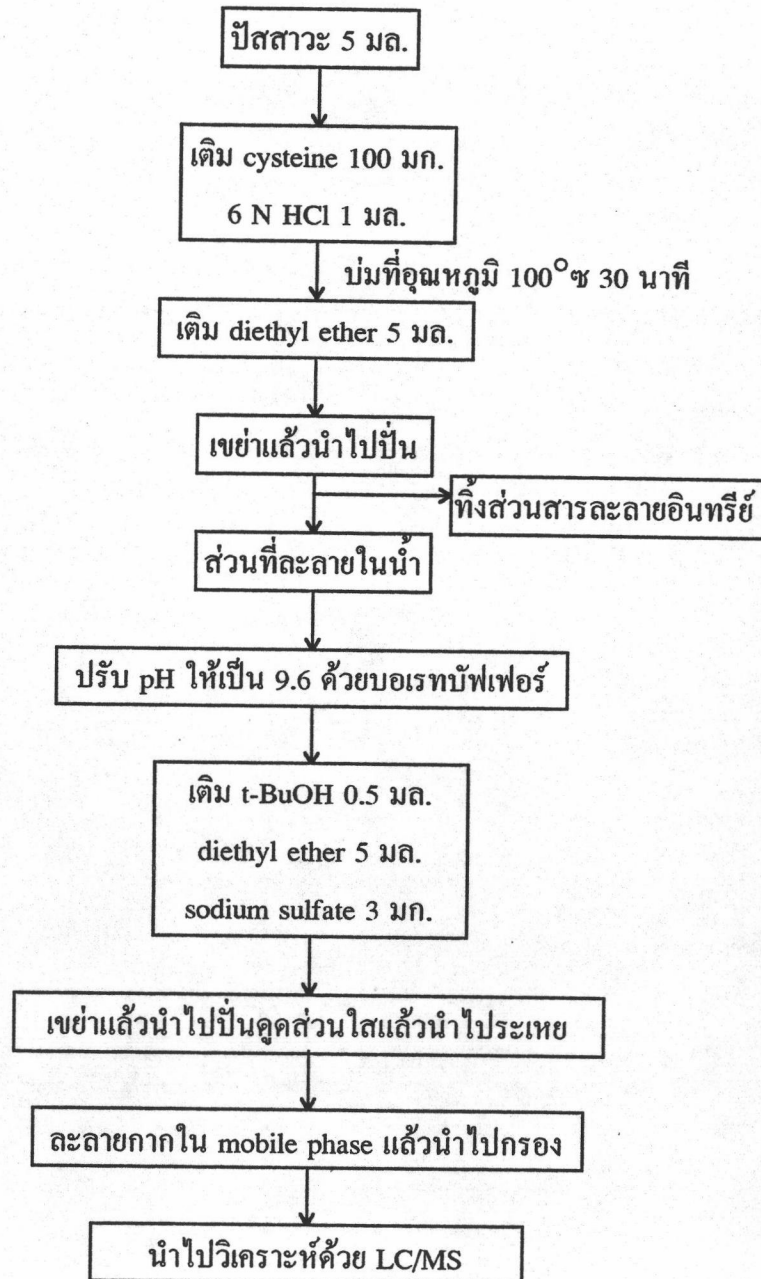 ปัสสาวะ 5 มล.
เติม cysteine 100 มก.
6 N HCl 1 มล.
บ่มที่อุณหภูมิ 100°ซ 30 นาที
เติม diethyl ether 5 มล.
เขย่าแล้วนำไปปั่น
ทิ้งส่วนสารละลายอินทรีย์
ส่วนที่ละลายในน้ำ
ปรับ pH ให้เป็น 9.6 ด้วยบอเรทบัฟเฟอร์
เติม t-BuOH 0.5 มล.
diethyl ether 5 มล.
sodium sulfate 3 มก.
เขย่าแล้วนำไปปั่นดูดส่วนใสแล้วนำไประเหย
ละลายกากใน mobile phase แล้วนำไปกรอง
นำไปวิเคราะห์ด้วย LC/MS